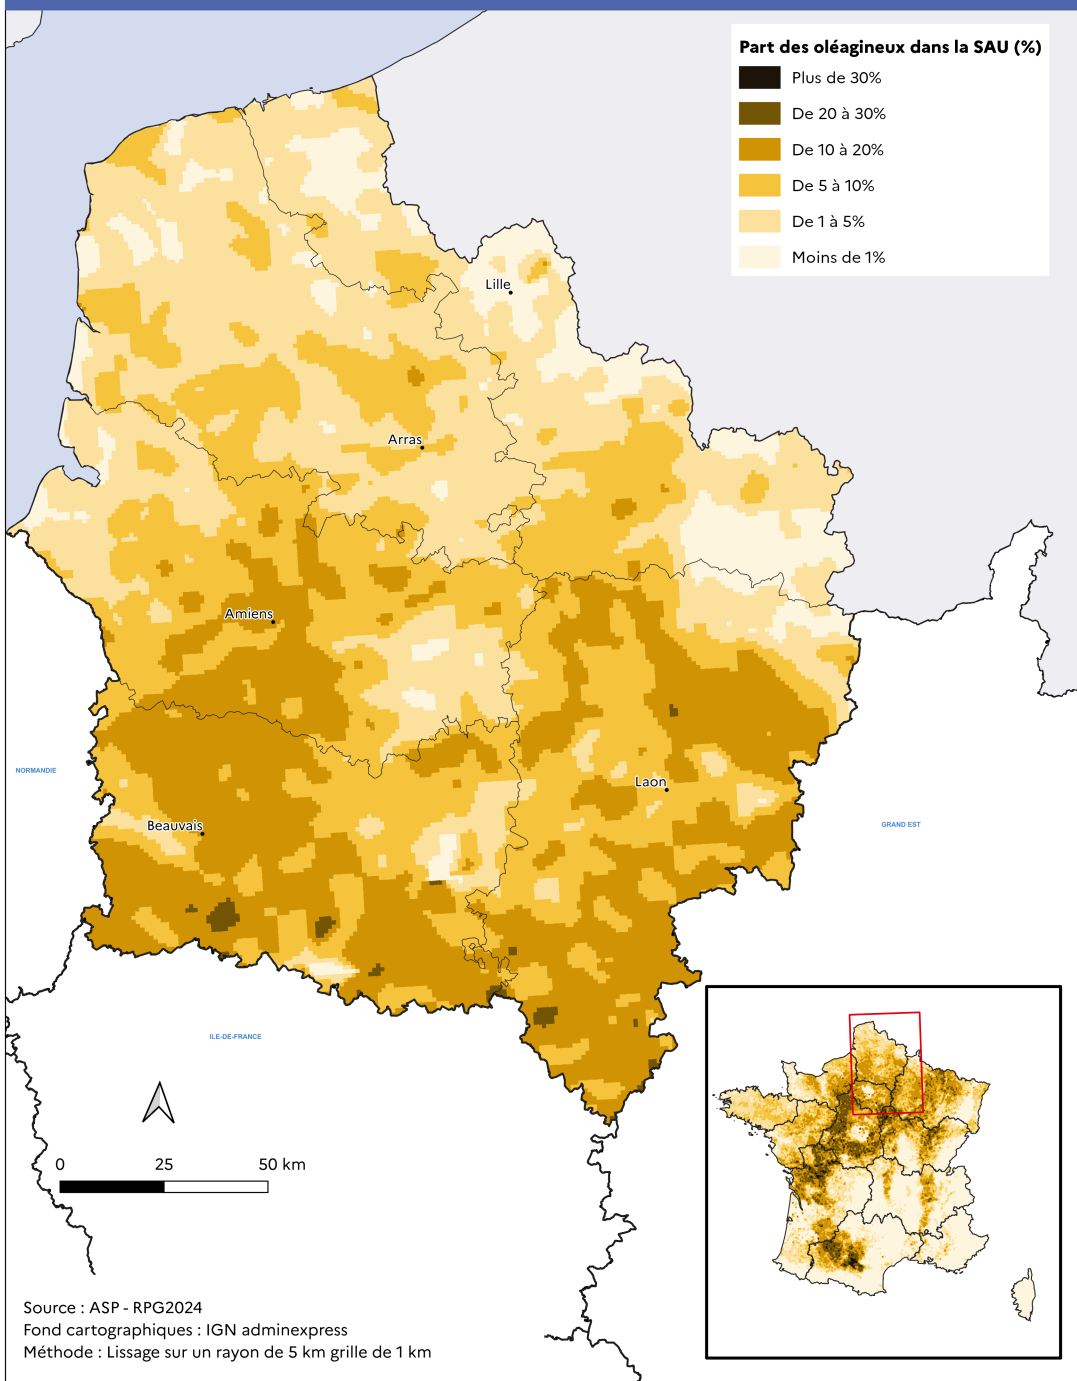 Part des oléagineux dans la SAU (%)
Plus de 30%
De 20 à 30%
De 10 à 20%
De 5 à 10%
De 1 à 5%
Moins de 1%
Lille
Arras
Amiens
Laon
NORMANDIE
Beauvais
GRAND EST
ILE-DE-FRANCE
0 25 50 km
Source : ASP - RPG2024
Fond cartographiques : IGN adminexpress
Méthode : Lissage sur un rayon de 5 km grille de 1 km